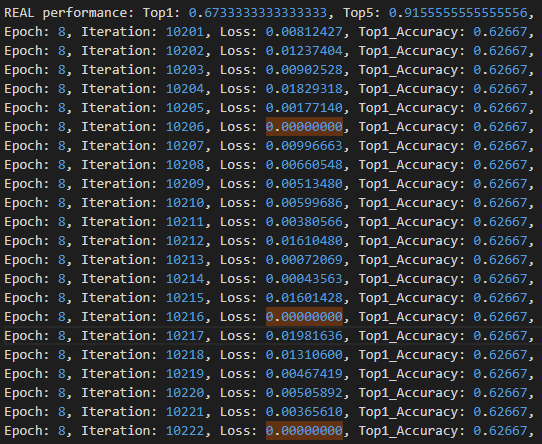 REAL performance: Top1: 0.6733333333333333, Top5: 0.9155555555555556,
Epoch: 8, Iteration: 10201, Loss: 0.00812427, Top1_Accuracy: 0.62667,
Epoch: 8, Iteration: 10202, Loss: 0.01237404, Top1_Accuracy: 0.62667,
Epoch: 8, Iteration: 10203, Loss: 0.00902528, Top1_Accuracy: 0.62667,
Epoch: 8, Iteration: 10204, Loss: 0.01829318, Top1_Accuracy: 0.62667,
Epoch: 8, Iteration: 10205, Loss: 0.00177140, Top1_Accuracy: 0.62667,
Epoch: 8, Iteration: 10206, Loss: 0.00000000, Top1_Accuracy: 0.62667,
Epoch: 8, Iteration: 10207, Loss: 0.00996663, Top1_Accuracy: 0.62667,
Epoch: 8, Iteration: 10208, Loss: 0.00660548, Top1_Accuracy: 0.62667,
Epoch: 8, Iteration: 10209, Loss: 0.00513480, Top1_Accuracy: 0.62667,
Epoch: 8, Iteration: 10210, Loss: 0.00599686, Top1_Accuracy: 0.62667,
Epoch: 8, Iteration: 10211, Loss: 0.00380566, Top1_Accuracy: 0.62667,
Epoch: 8, Iteration: 10212, Loss: 0.01610480, Top1_Accuracy: 0.62667,
Epoch: 8, Iteration: 10213, Loss: 0.00072069, Top1_Accuracy: 0.62667,
Epoch: 8, Iteration: 10214, Loss: 0.00043563, Top1_Accuracy: 0.62667,
Epoch: 8, Iteration: 10215, Loss: 0.01601428, Top1_Accuracy: 0.62667,
Epoch: 8, Iteration: 10216, Loss: 0.00000000, Top1_Accuracy: 0.62667,
Epoch: 8, Iteration: 10217, Loss: 0.01981636, Top1_Accuracy: 0.62667,
Epoch: 8, Iteration: 10218, Loss: 0.01310600, Top1_Accuracy: 0.62667,
Epoch: 8, Iteration: 10219, Loss: 0.00467419, Top1_Accuracy: 0.62667,
Epoch: 8, Iteration: 10220, Loss: 0.00505892, Top1_Accuracy: 0.62667,
Epoch: 8, Iteration: 10221, Loss: 0.00365610, Top1_Accuracy: 0.62667,
Epoch: 8, Iteration: 10222, Loss: 0.00000000, Top1_Accuracy: 0.62667,